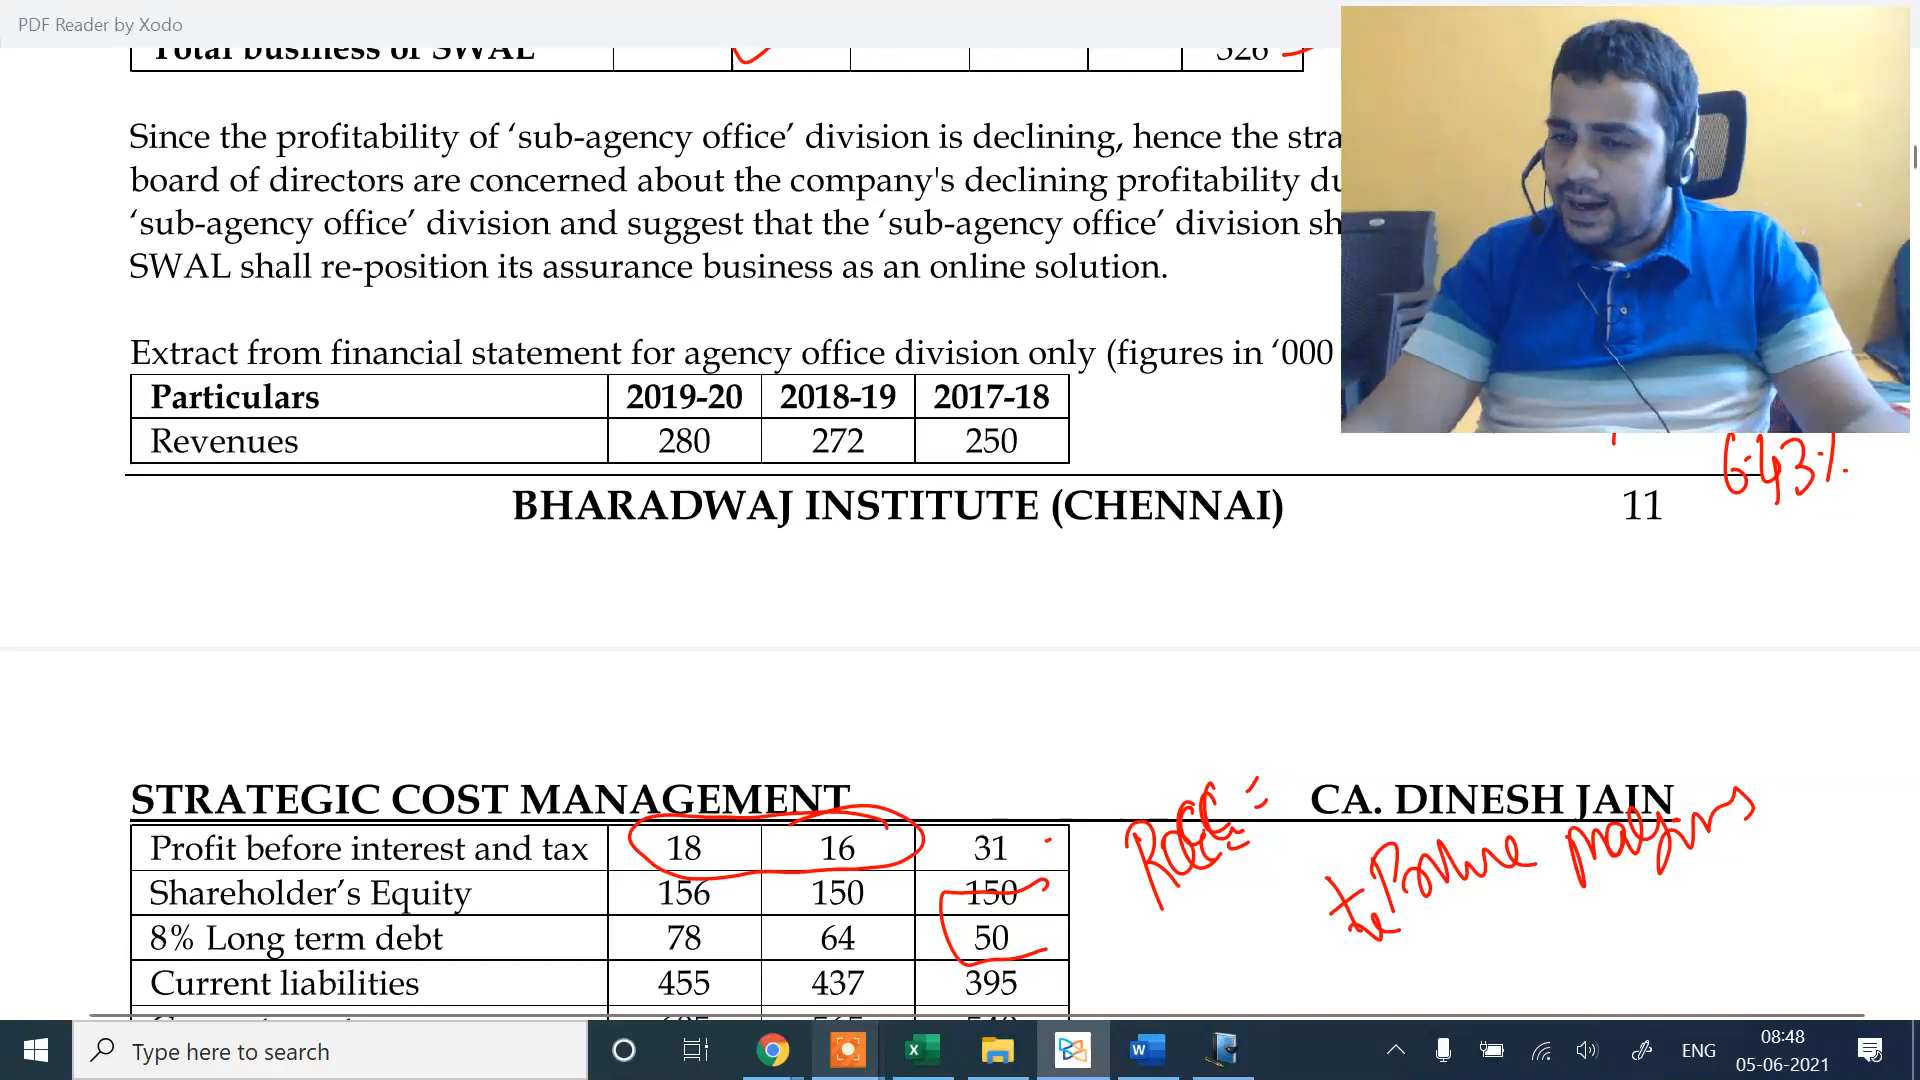 PDF Reader by Xodo
Total business of SWAL 326
Since the profitability of ‘sub-agency office’ division is declining, hence the stra
board of directors are concerned about the company's declining profitability du
‘sub-agency office’ division and suggest that the ‘sub-agency office’ division sh
SWAL shall re-position its assurance business as an online solution.
Extract from financial statement for agency office division only (figures in ‘000
Particulars 2019-20 2018-19 2017-18
Revenues 280 272 250
6.43%
BHARADWAJ INSTITUTE (CHENNAI) 11
STRATEGIC COST MANAGEMENT CA. DINESH JAIN
Profit before interest and tax 18 16 31
Shareholder’s Equity 156 150 150
8% Long term debt 78 64 50
Current liabilities 455 437 395
margins
Type here to search
ENG
08:48
05-06-2021